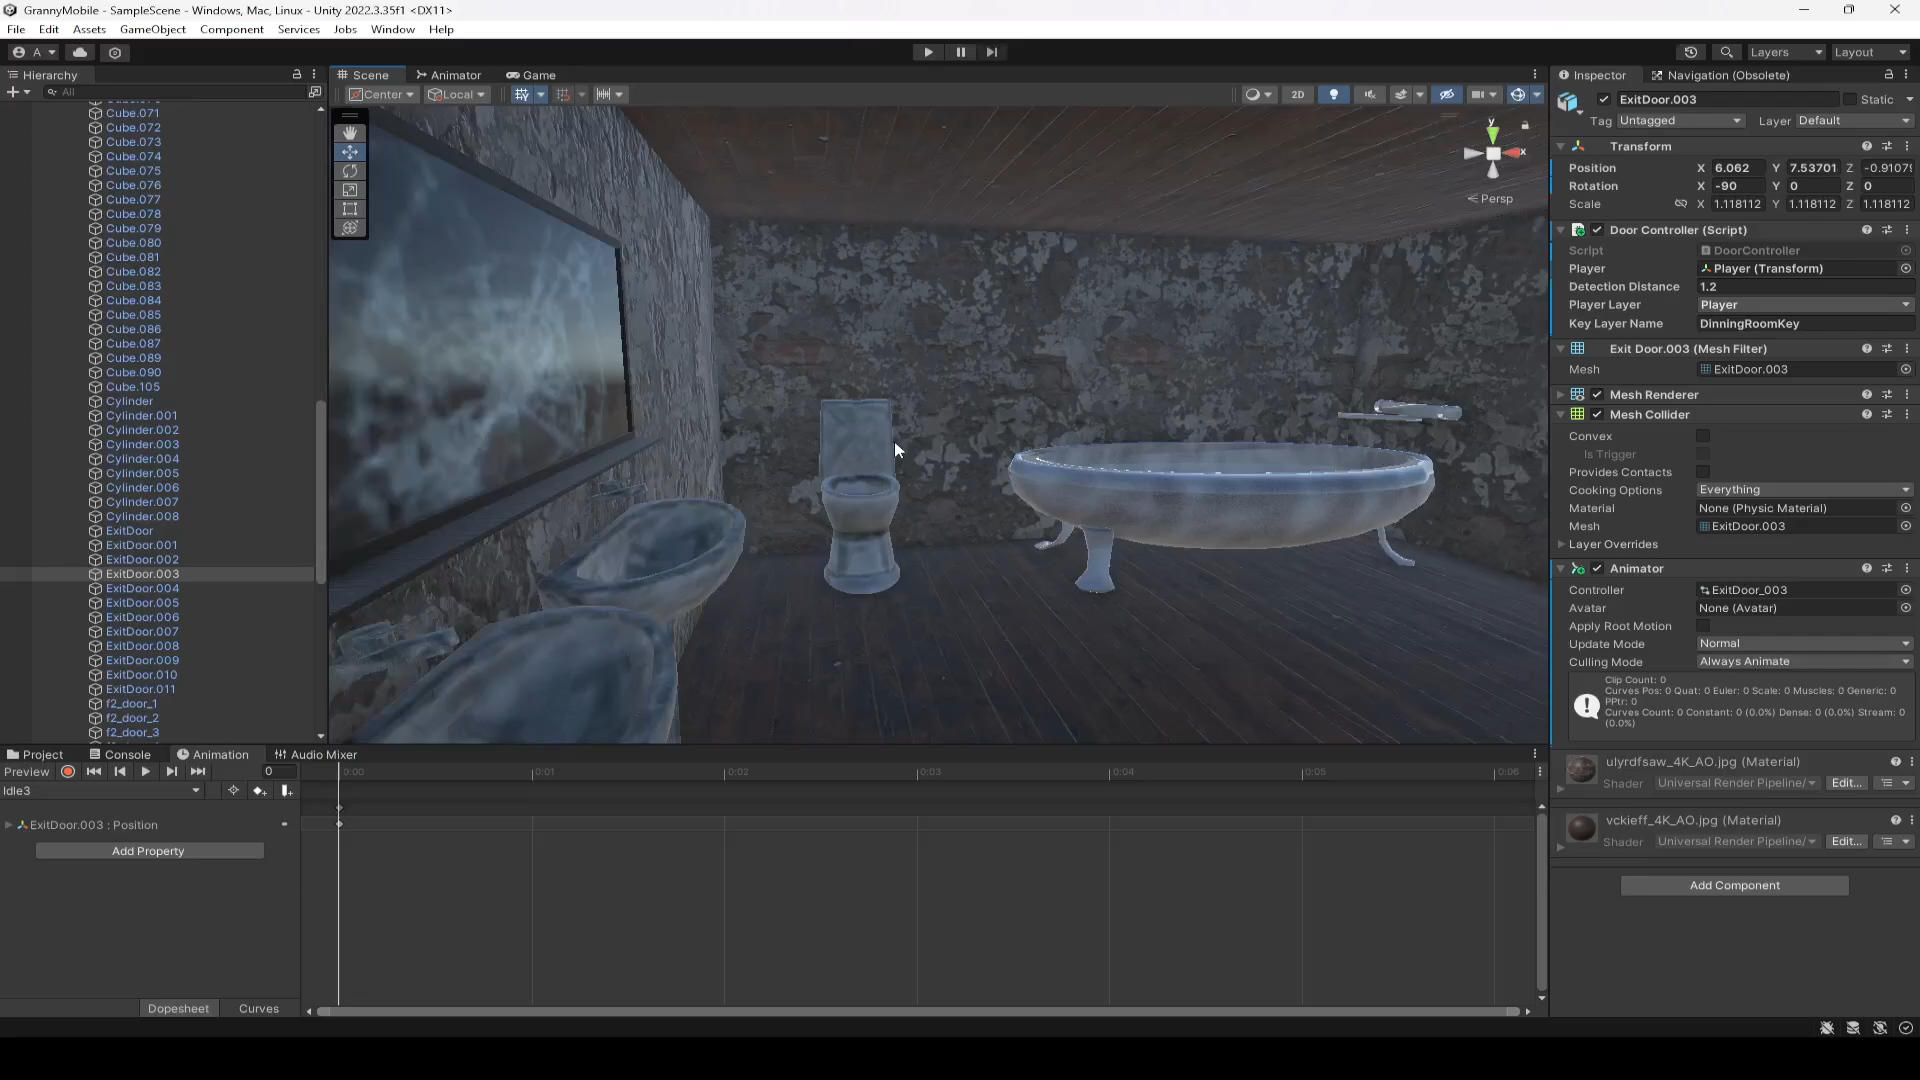 GrannyMobile - SampleScene - Windows, Mac, Linux - Unity 2022.3.35f1 <DX11>
File Edit Assets GameObject Component Services Jobs Window Help
A Layers Layout
Hierarchy
All
Cube.071
Cube.072
Cube.073
Cube.074
Cube.075
Cube.076
Cube.077
Cube.078
Cube.079
Cube.080
Cube.081
Cube.082
Cube.083
Cube.084
Cube.085
Cube.086
Cube.087
Cube.089
Cube.090
Cube.105
Cylinder
Cylinder.001
Cylinder.002
Cylinder.003
Cylinder.004
Cylinder.005
Cylinder.006
Cylinder.007
Cylinder.008
ExitDoor
ExitDoor.001
ExitDoor.002
ExitDoor.003
ExitDoor.004
ExitDoor.005
ExitDoor.006
ExitDoor.007
ExitDoor.008
ExitDoor.009
ExitDoor.010
ExitDoor.011
f2_door_1
f2_door_2
f2_door_3
Scene Animator Game
Center Local 2D
y
x
Persp
Inspector Navigation (Obsolete)
ExitDoor.003 Static
Tag Untagged Layer Default
Transform
Position X 6.062 Y 7.53701 Z -0.9107
Rotation X -90 Y 0 Z 0
Scale X 1.118112 Y 1.118112 Z 1.118112
Door Controller (Script)
Script DoorController
Player Player (Transform)
Detection Distance 1.2
Player Layer Player
Key Layer Name DinningRoomKey
Exit Door.003 (Mesh Filter)
Mesh ExitDoor.003
Mesh Renderer
Mesh Collider
Convex
Is Trigger
Provides Contacts
Cooking Options Everything
Material None (Physic Material)
Mesh ExitDoor.003
Layer Overrides
Animator
Controller ExitDoor_003
Avatar None (Avatar)
Apply Root Motion
Update Mode Normal
Culling Mode Always Animate
Clip Count: 0
Curves Pos: 0 Quat: 0 Euler: 0 Scale: 0 Muscles: 0 Generic: 0
PPtr: 0
Curves Count: 0 Constant: 0 (0.0%) Dense: 0 (0.0%) Stream: 0
(0.0%)
ulyrdfsaw_4K_AO.jpg (Material)
Shader Universal Render Pipeline/ Edit...
vckieff_4K_AO.jpg (Material)
Shader Universal Render Pipeline/ Edit...
Add Component
Project Console Animation Audio Mixer
Preview 0 0:00 0:01 0:02 0:03 0:04 0:05 0:06
Idle3
ExitDoor.003 : Position
Add Property
Dopesheet Curves